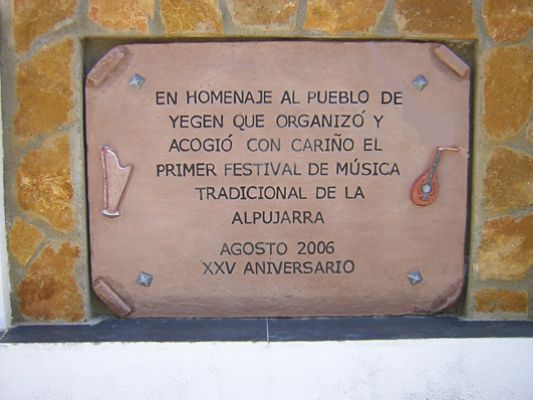 EN HOMENAJE AL PUEBLO DE
YEGEN QUE ORGANIZÓ Y
ACOGIÓ CON CARIÑO EL
PRIMER FESTIVAL DE MÚSICA
TRADICIONAL DE LA
ALPUJARRA
AGOSTO 2006
XXV ANIVERSARIO